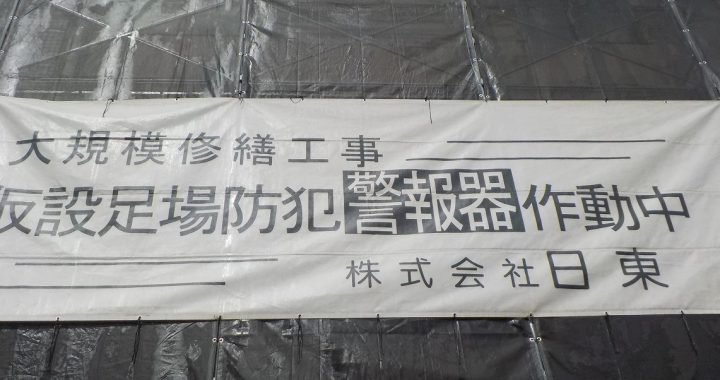 大規模修繕工事
仮設足場防犯警報器作動中
株式会社日東